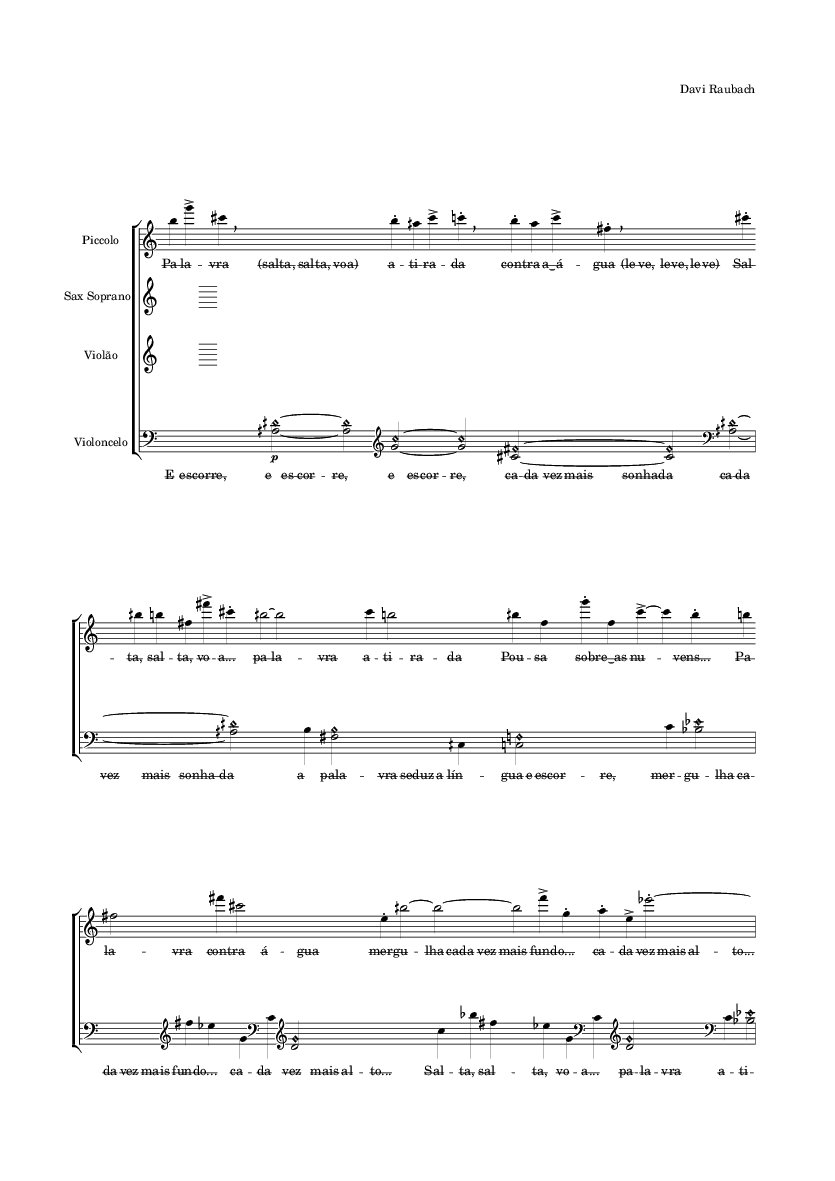 Davi Raubach
Piccolo
Pa - la - vra (salta, salta, voa) a - ti - ra - da contra a_á - gua (leve, leve, leve) Sal -
Sax Soprano
Violão
Violoncelo
p
E escorre, e es-cor - re, e escor - re, ca - da vez mais sonhada ca - da
- ta, sal - ta, vo - a... pa - la - vra a - ti - ra - da Pou - sa sobre_as nu - vens... Pa -
vez mais sonha - da a pala - vra seduz a lín - gua e escor - re, mer - gu - lha ca -
la - vra contra á - gua mergu - lha cada vez mais fundo... ca - da vez mais al - to...
da vez mais fundo... ca - da vez mais al - to... Sal - ta, sal - ta, vo - a... pa - la - vra a - ti -